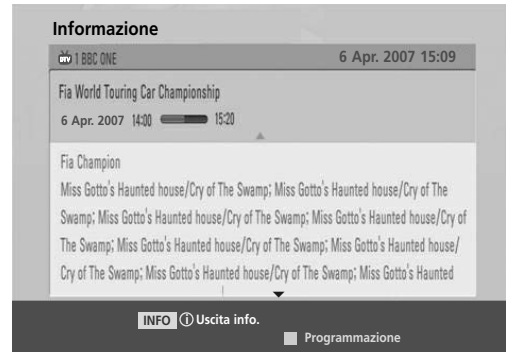 Informazione
DTV 1 BBC ONE 6 Apr. 2007 15:09
Fia World Touring Car Championship
6 Apr. 2007 14:00 15:20
Fia Champion
Miss Gotto's Haunted house/Cry of The Swamp; Miss Gotto's Haunted house/Cry of The
Swamp; Miss Gotto's Haunted house/Cry of The Swamp; Miss Gotto's Haunted house/Cry of
The Swamp; Miss Gotto's Haunted house/Cry of The Swamp; Miss Gotto's Haunted house/
Cry of The Swamp; Miss Gotto's Haunted house/Cry of The Swamp; Miss Gotto's Haunted
INFO i Uscita info.
Programmazione